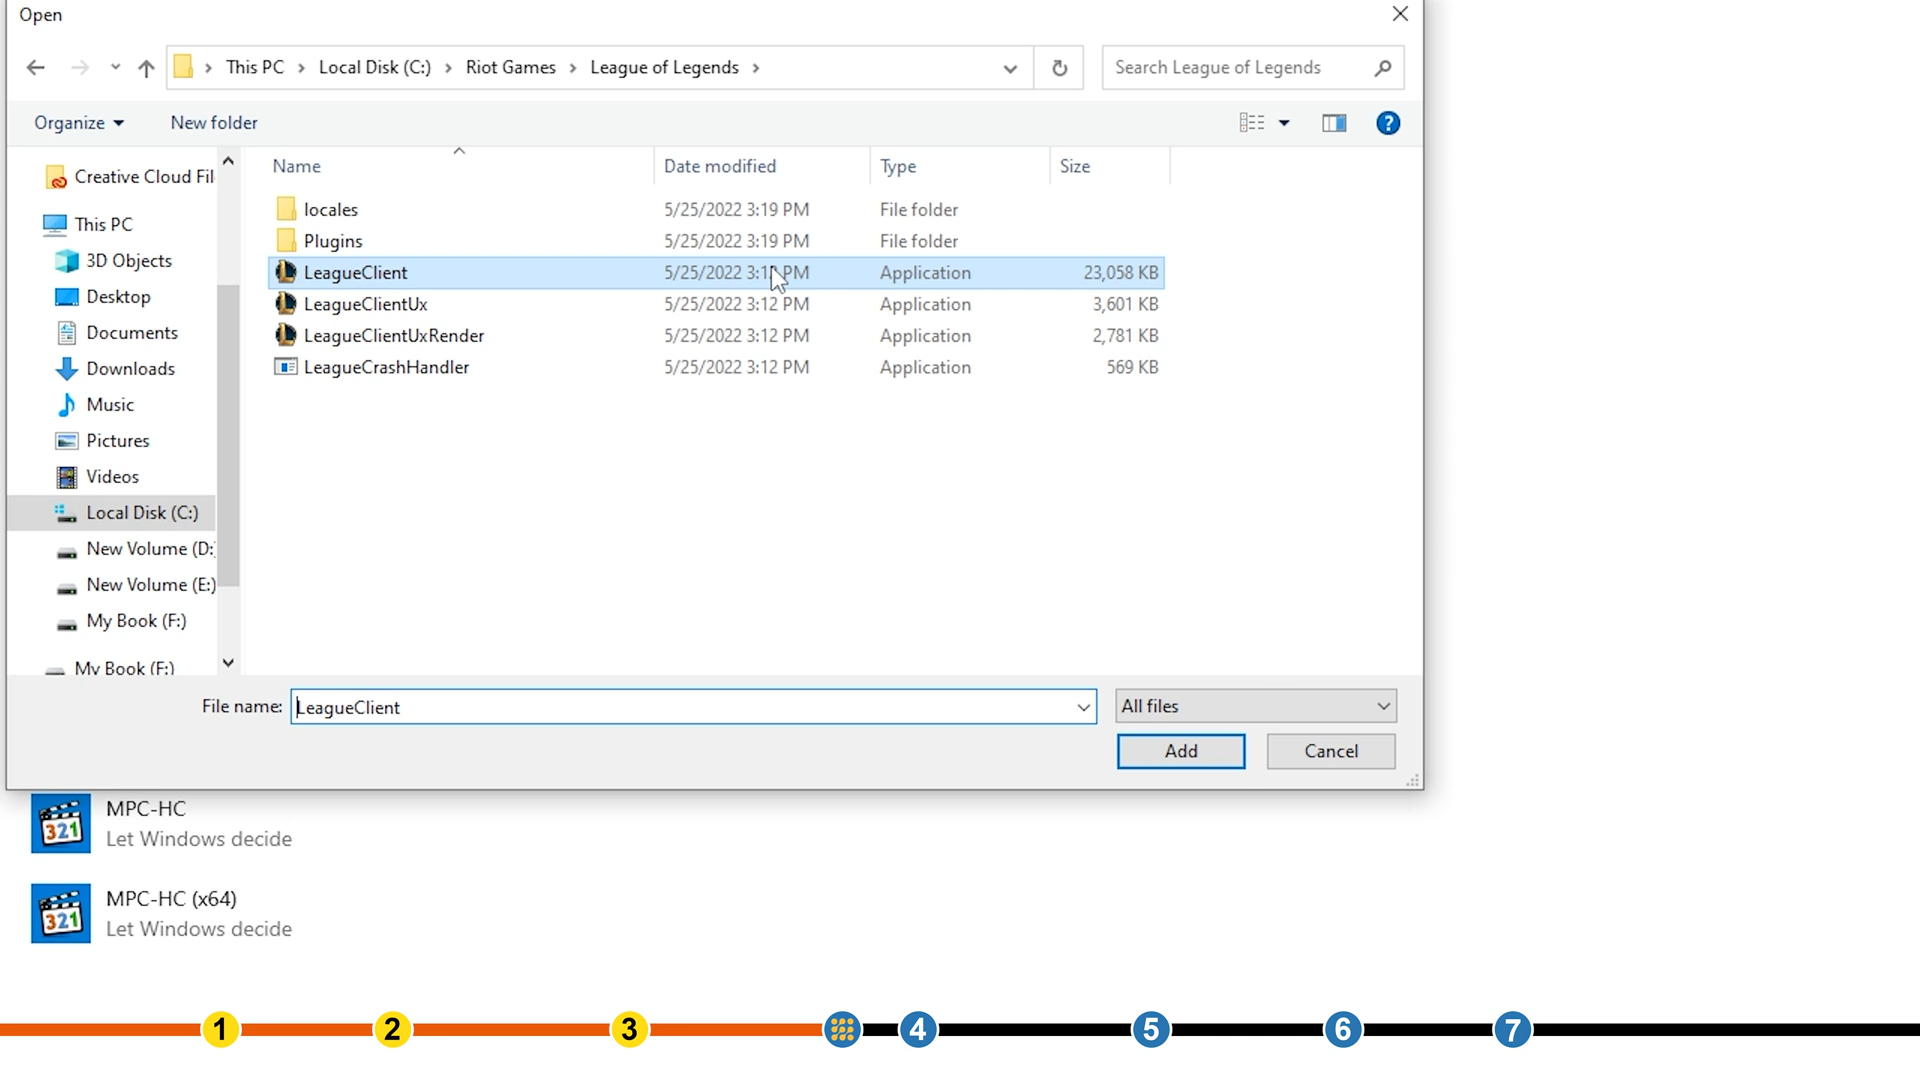 Open
This PC > Local Disk (C:) > Riot Games > League of Legends >
Search League of Legends
Organize
New folder
?
Name
Date modified
Type
Size
Creative Cloud Fil
This PC
3D Objects
Desktop
Documents
Downloads
Music
Pictures
Videos
Local Disk (C:)
New Volume (D:
New Volume (E:)
My Book (F:)
My Book (F:)
locales 5/25/2022 3:19 PM File folder
Plugins 5/25/2022 3:19 PM File folder
LeagueClient 5/25/2022 PM Application 23,058 KB
LeagueClientUx 5/25/2022 3:12 PM Application 3,601 KB
LeagueClientUxRender 5/25/2022 3:12 PM Application 2,781 KB
LeagueCrashHandler 5/25/2022 3:12 PM Application 569 KB
File name: LeagueClient
All files
Add
Cancel
321
MPC-HC
Let Windows decide
321
MPC-HC (x64)
Let Windows decide
1 2 3 4 5 6 7